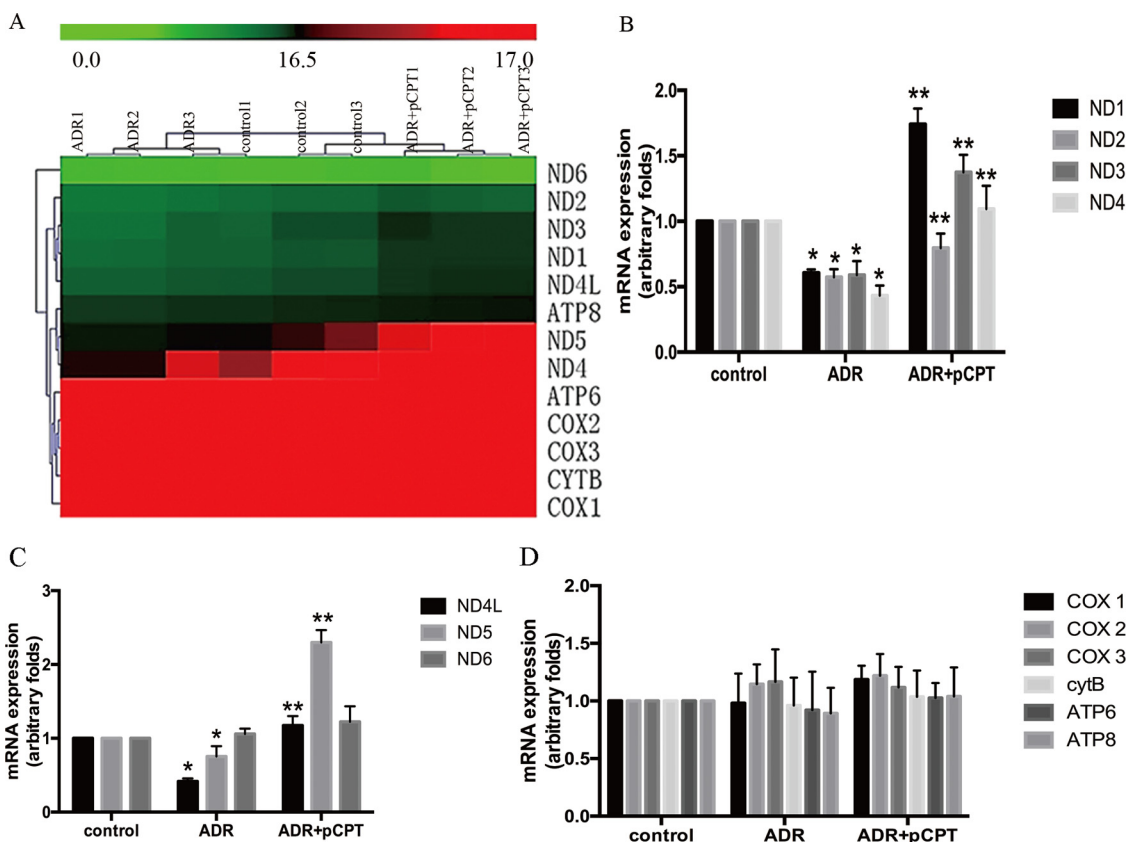 A
0.0 16.5 17.0
ADR1
ADR2
ADR3
control1
control2
control3
ADR+pCPT1
ADR+pCPT2
ADR+pCPT3
ND6
ND2
ND3
ND1
ND4L
ATP8
ND5
ND4
ATP6
COX2
COX3
CYTB
COX1
B
mRNA expression
(arbitrary folds)
2.0
1.5
1.0
0.5
0.0
* * * *
** ** ** **
control ADR ADR+pCPT
ND1
ND2
ND3
ND4
C
mRNA expression
(arbitrary folds)
3
2
1
0
* *
** **
control ADR ADR+pCPT
ND4L
ND5
ND6
D
mRNA expression
(arbitrary folds)
2.0
1.5
1.0
0.5
0.0
control ADR ADR+pCPT
COX 1
COX 2
COX 3
cytB
ATP6
ATP8